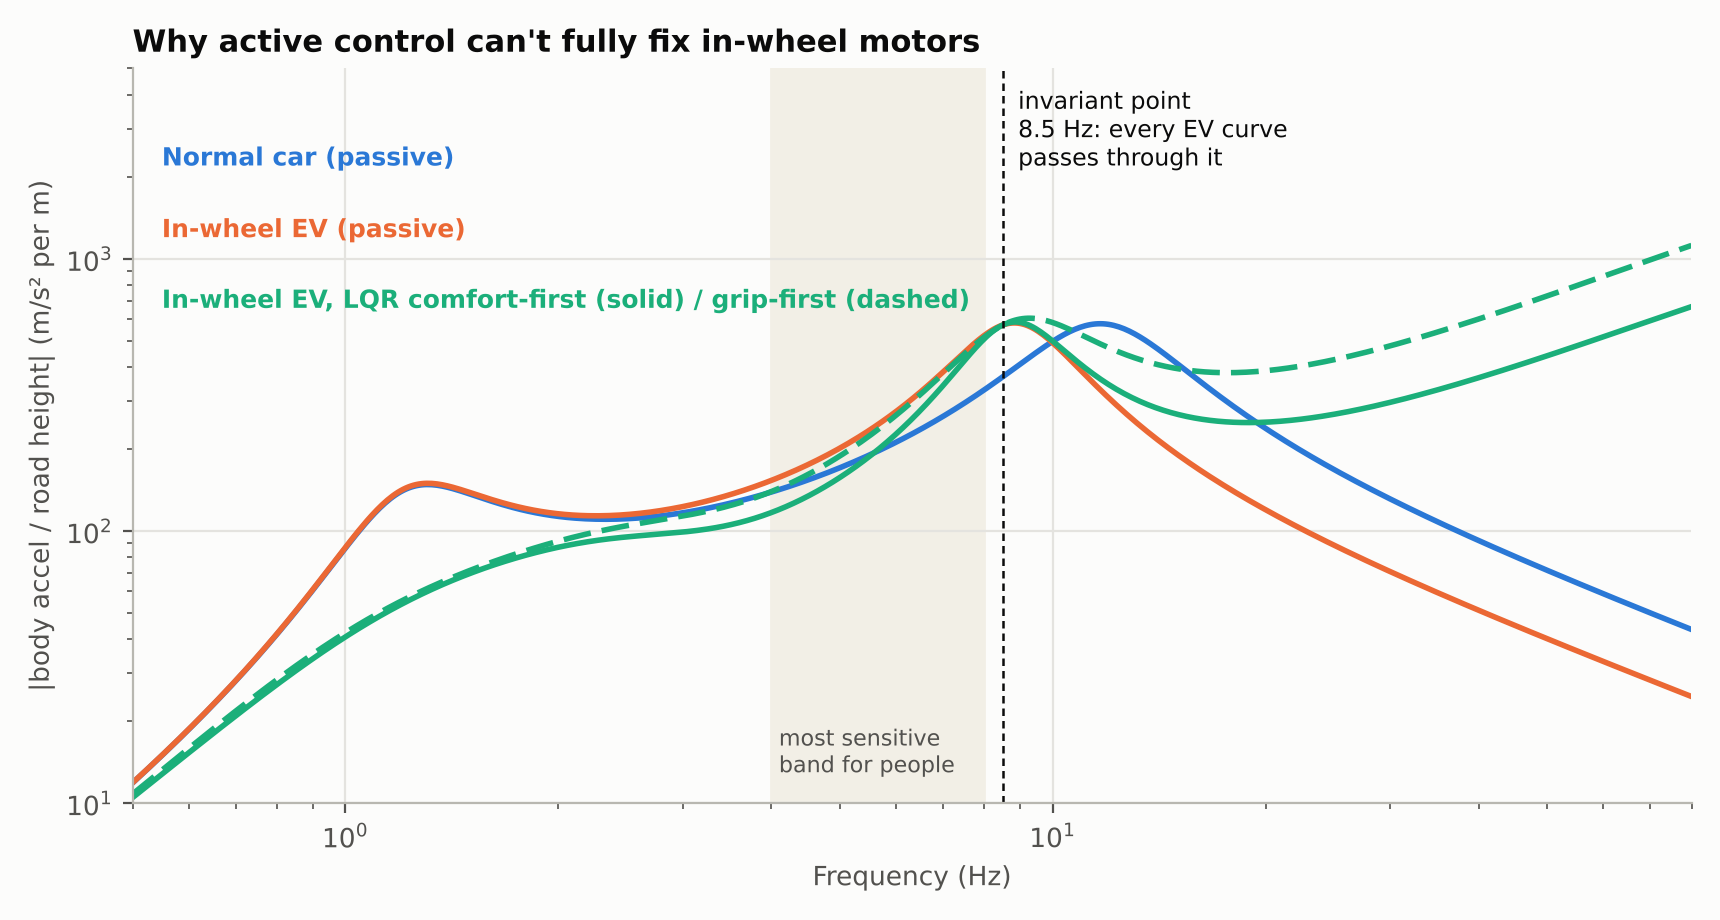 Why active control can't fully fix in-wheel motors
invariant point
8.5 Hz: every EV curve
passes through it
Normal car (passive)
In-wheel EV (passive)
In-wheel EV, LQR comfort-first (solid) / grip-first (dashed)
most sensitive
band for people
|body accel / road height| (m/s² per m)
10³
10²
10¹
10⁰
10¹
Frequency (Hz)